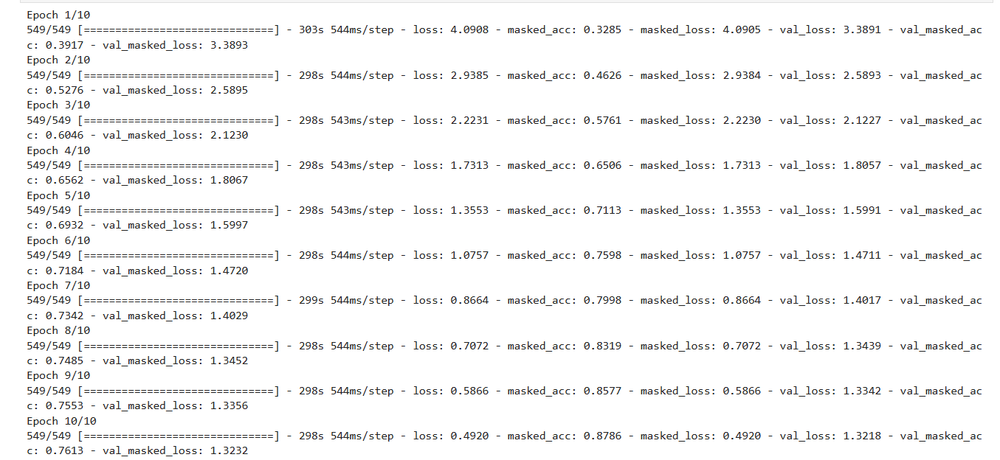 Epoch 1/10
549/549 [==============================] - 303s 544ms/step - loss: 4.0908 - masked_acc: 0.3285 - masked_loss: 4.0905 - val_loss: 3.3891 - val_masked_ac
c: 0.3917 - val_masked_loss: 3.3893
Epoch 2/10
549/549 [==============================] - 298s 544ms/step - loss: 2.9385 - masked_acc: 0.4626 - masked_loss: 2.9384 - val_loss: 2.5893 - val_masked_ac
c: 0.5276 - val_masked_loss: 2.5895
Epoch 3/10
549/549 [==============================] - 298s 543ms/step - loss: 2.2231 - masked_acc: 0.5761 - masked_loss: 2.2230 - val_loss: 2.1227 - val_masked_ac
c: 0.6046 - val_masked_loss: 2.1230
Epoch 4/10
549/549 [==============================] - 298s 543ms/step - loss: 1.7313 - masked_acc: 0.6506 - masked_loss: 1.7313 - val_loss: 1.8057 - val_masked_ac
c: 0.6562 - val_masked_loss: 1.8067
Epoch 5/10
549/549 [==============================] - 298s 543ms/step - loss: 1.3553 - masked_acc: 0.7113 - masked_loss: 1.3553 - val_loss: 1.5991 - val_masked_ac
c: 0.6932 - val_masked_loss: 1.5997
Epoch 6/10
549/549 [==============================] - 298s 544ms/step - loss: 1.0757 - masked_acc: 0.7598 - masked_loss: 1.0757 - val_loss: 1.4711 - val_masked_ac
c: 0.7184 - val_masked_loss: 1.4720
Epoch 7/10
549/549 [==============================] - 299s 544ms/step - loss: 0.8664 - masked_acc: 0.7998 - masked_loss: 0.8664 - val_loss: 1.4017 - val_masked_ac
c: 0.7342 - val_masked_loss: 1.4029
Epoch 8/10
549/549 [==============================] - 298s 544ms/step - loss: 0.7072 - masked_acc: 0.8319 - masked_loss: 0.7072 - val_loss: 1.3439 - val_masked_ac
c: 0.7485 - val_masked_loss: 1.3452
Epoch 9/10
549/549 [==============================] - 298s 544ms/step - loss: 0.5866 - masked_acc: 0.8577 - masked_loss: 0.5866 - val_loss: 1.3342 - val_masked_ac
c: 0.7553 - val_masked_loss: 1.3356
Epoch 10/10
549/549 [==============================] - 298s 544ms/step - loss: 0.4920 - masked_acc: 0.8786 - masked_loss: 0.4920 - val_loss: 1.3218 - val_masked_ac
c: 0.7613 - val_masked_loss: 1.3232